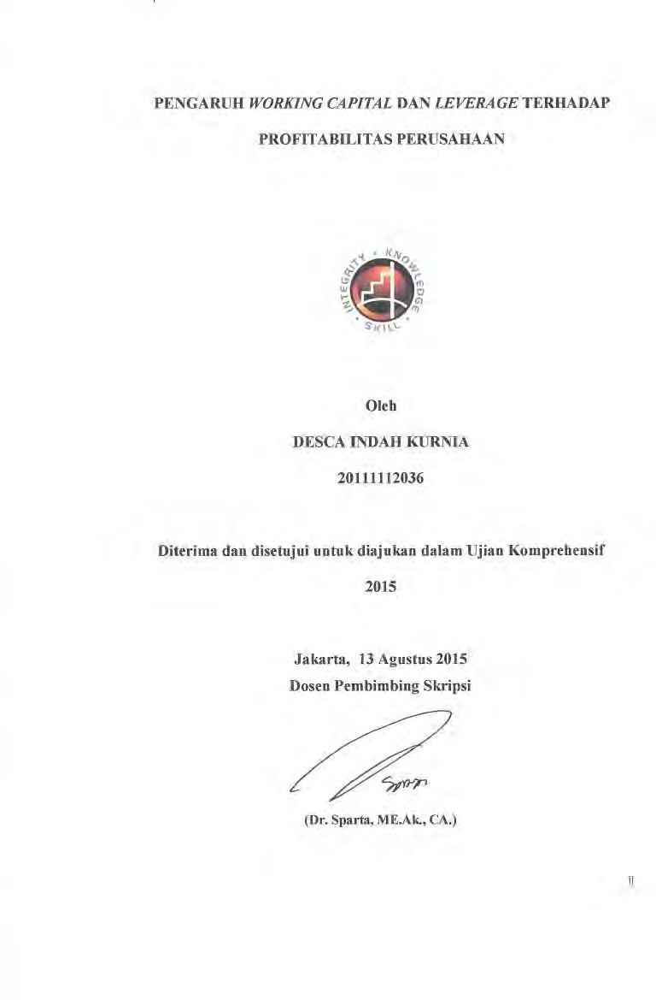 PENGARUH WORKING CAPITAL DAN LEVERAGE TERHADAP
PROFITABILITAS PERUSAHAAN
INTEGRITY • KNOWLEDGE • SKILL •
Oleh
DESCA INDAH KURNIA
20111112036
Diterima dan disetujui untuk diajukan dalam Ujian Komprehensif
2015
Jakarta, 13 Agustus 2015
Dosen Pembimbing Skripsi
(Dr. Sparta, ME.Ak., CA.)
ii